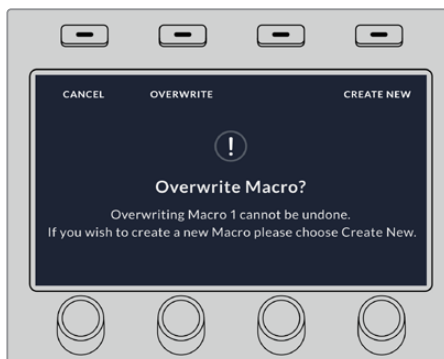 CANCEL OVERWRITE CREATE NEW
!
Overwrite Macro?
Overwriting Macro 1 cannot be undone.
If you wish to create a new Macro please choose Create New.